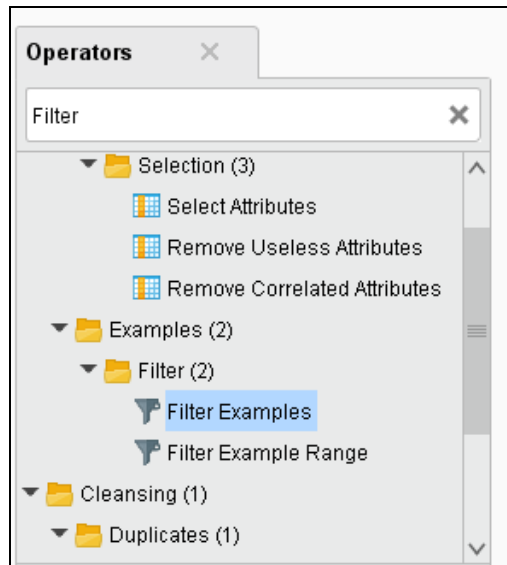 Operators
Filter
Selection (3)
Select Attributes
Remove Useless Attributes
Remove Correlated Attributes
Examples (2)
Filter (2)
Filter Examples
Filter Example Range
Cleansing (1)
Duplicates (1)